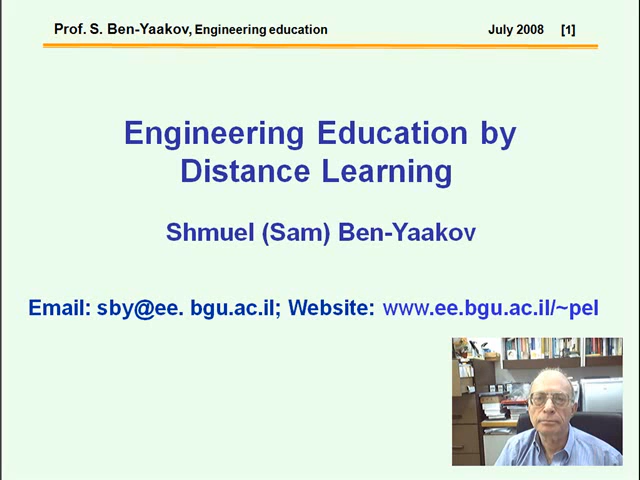 Prof. S. Ben-Yaakov, Engineering education July 2008 [1]
Engineering Education by
Distance Learning
Shmuel (Sam) Ben-Yaakov
Email: sby@ee. bgu.ac.il; Website: www.ee.bgu.ac.il/~pel